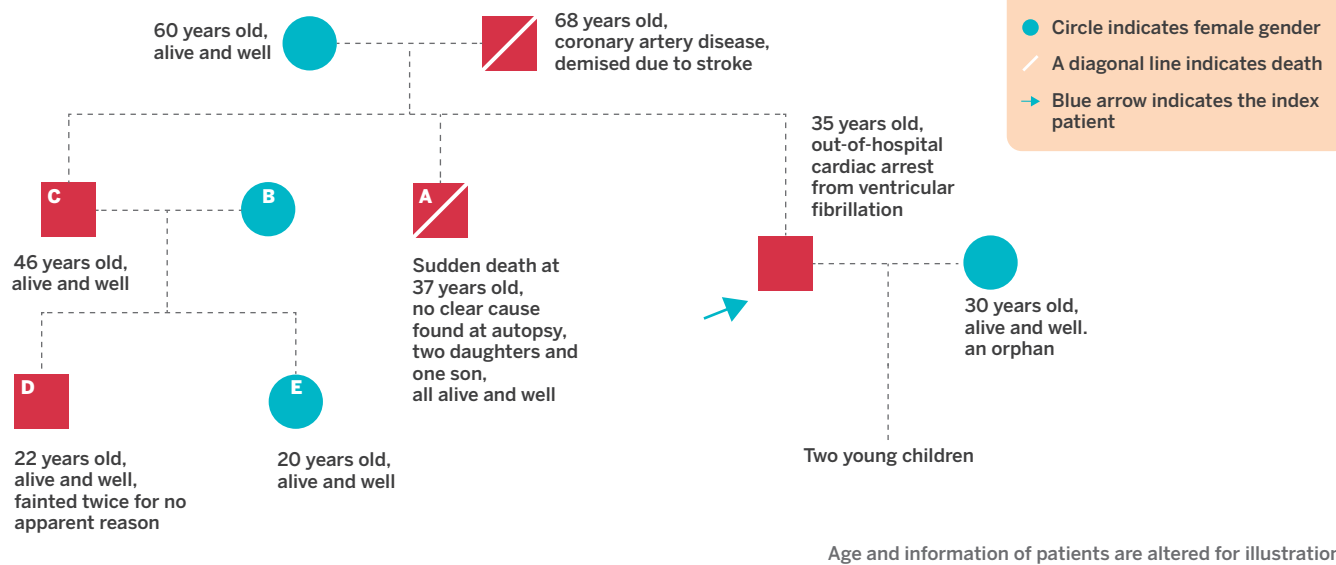 60 years old,
alive and well
68 years old,
coronary artery disease,
demised due to stroke
Circle indicates female gender
A diagonal line indicates death
Blue arrow indicates the index
patient
35 years old,
out-of-hospital
cardiac arrest
from ventricular
fibrillation
C
B
A
46 years old,
alive and well
Sudden death at
37 years old,
no clear cause
found at autopsy,
two daughters and
one son,
all alive and well
30 years old,
alive and well.
an orphan
D
E
22 years old,
alive and well,
fainted twice for no
apparent reason
20 years old,
alive and well
Two young children
Age and information of patients are altered for illustration